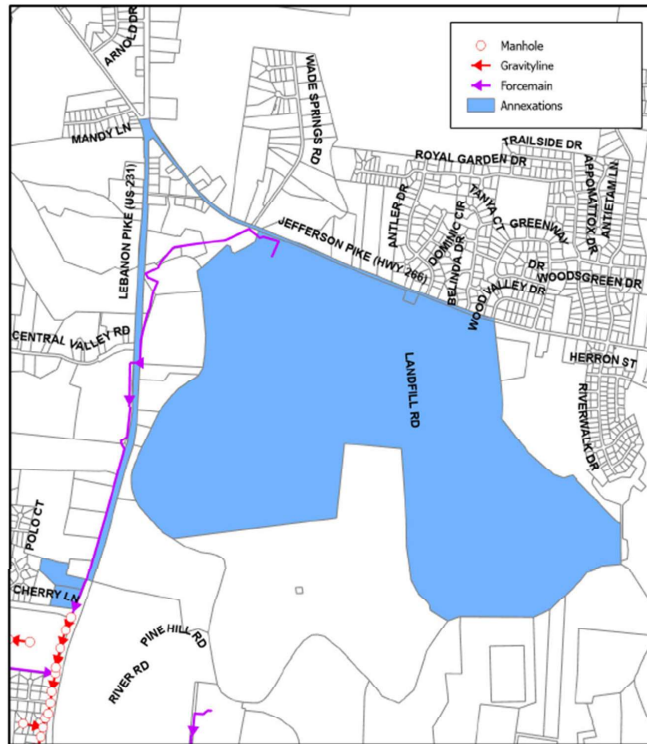 Manhole
Gravityline
Forcemain
Annexations
ARNOLD DR
MANDY LN
WADE SPRINGS RD
TRAILSIDE DR
ROYAL GARDEN DR
APPOMATTOX DR
ANTIETAM LN
ANTLER DR
TANYA CT
DOMINIC CIR
GREENWAY
DR
BELINDA DR
WOODSGREEN DR
WOOD VALLEY DR
LEBANON PIKE (US 231)
JEFFERSON PIKE (HWY 266)
CENTRAL VALLEY RD
LANDFILL RD
HERRON ST
RIVERWALK DR
POLO CT
CHERRY LN
PINE HILL RD
RIVER RD